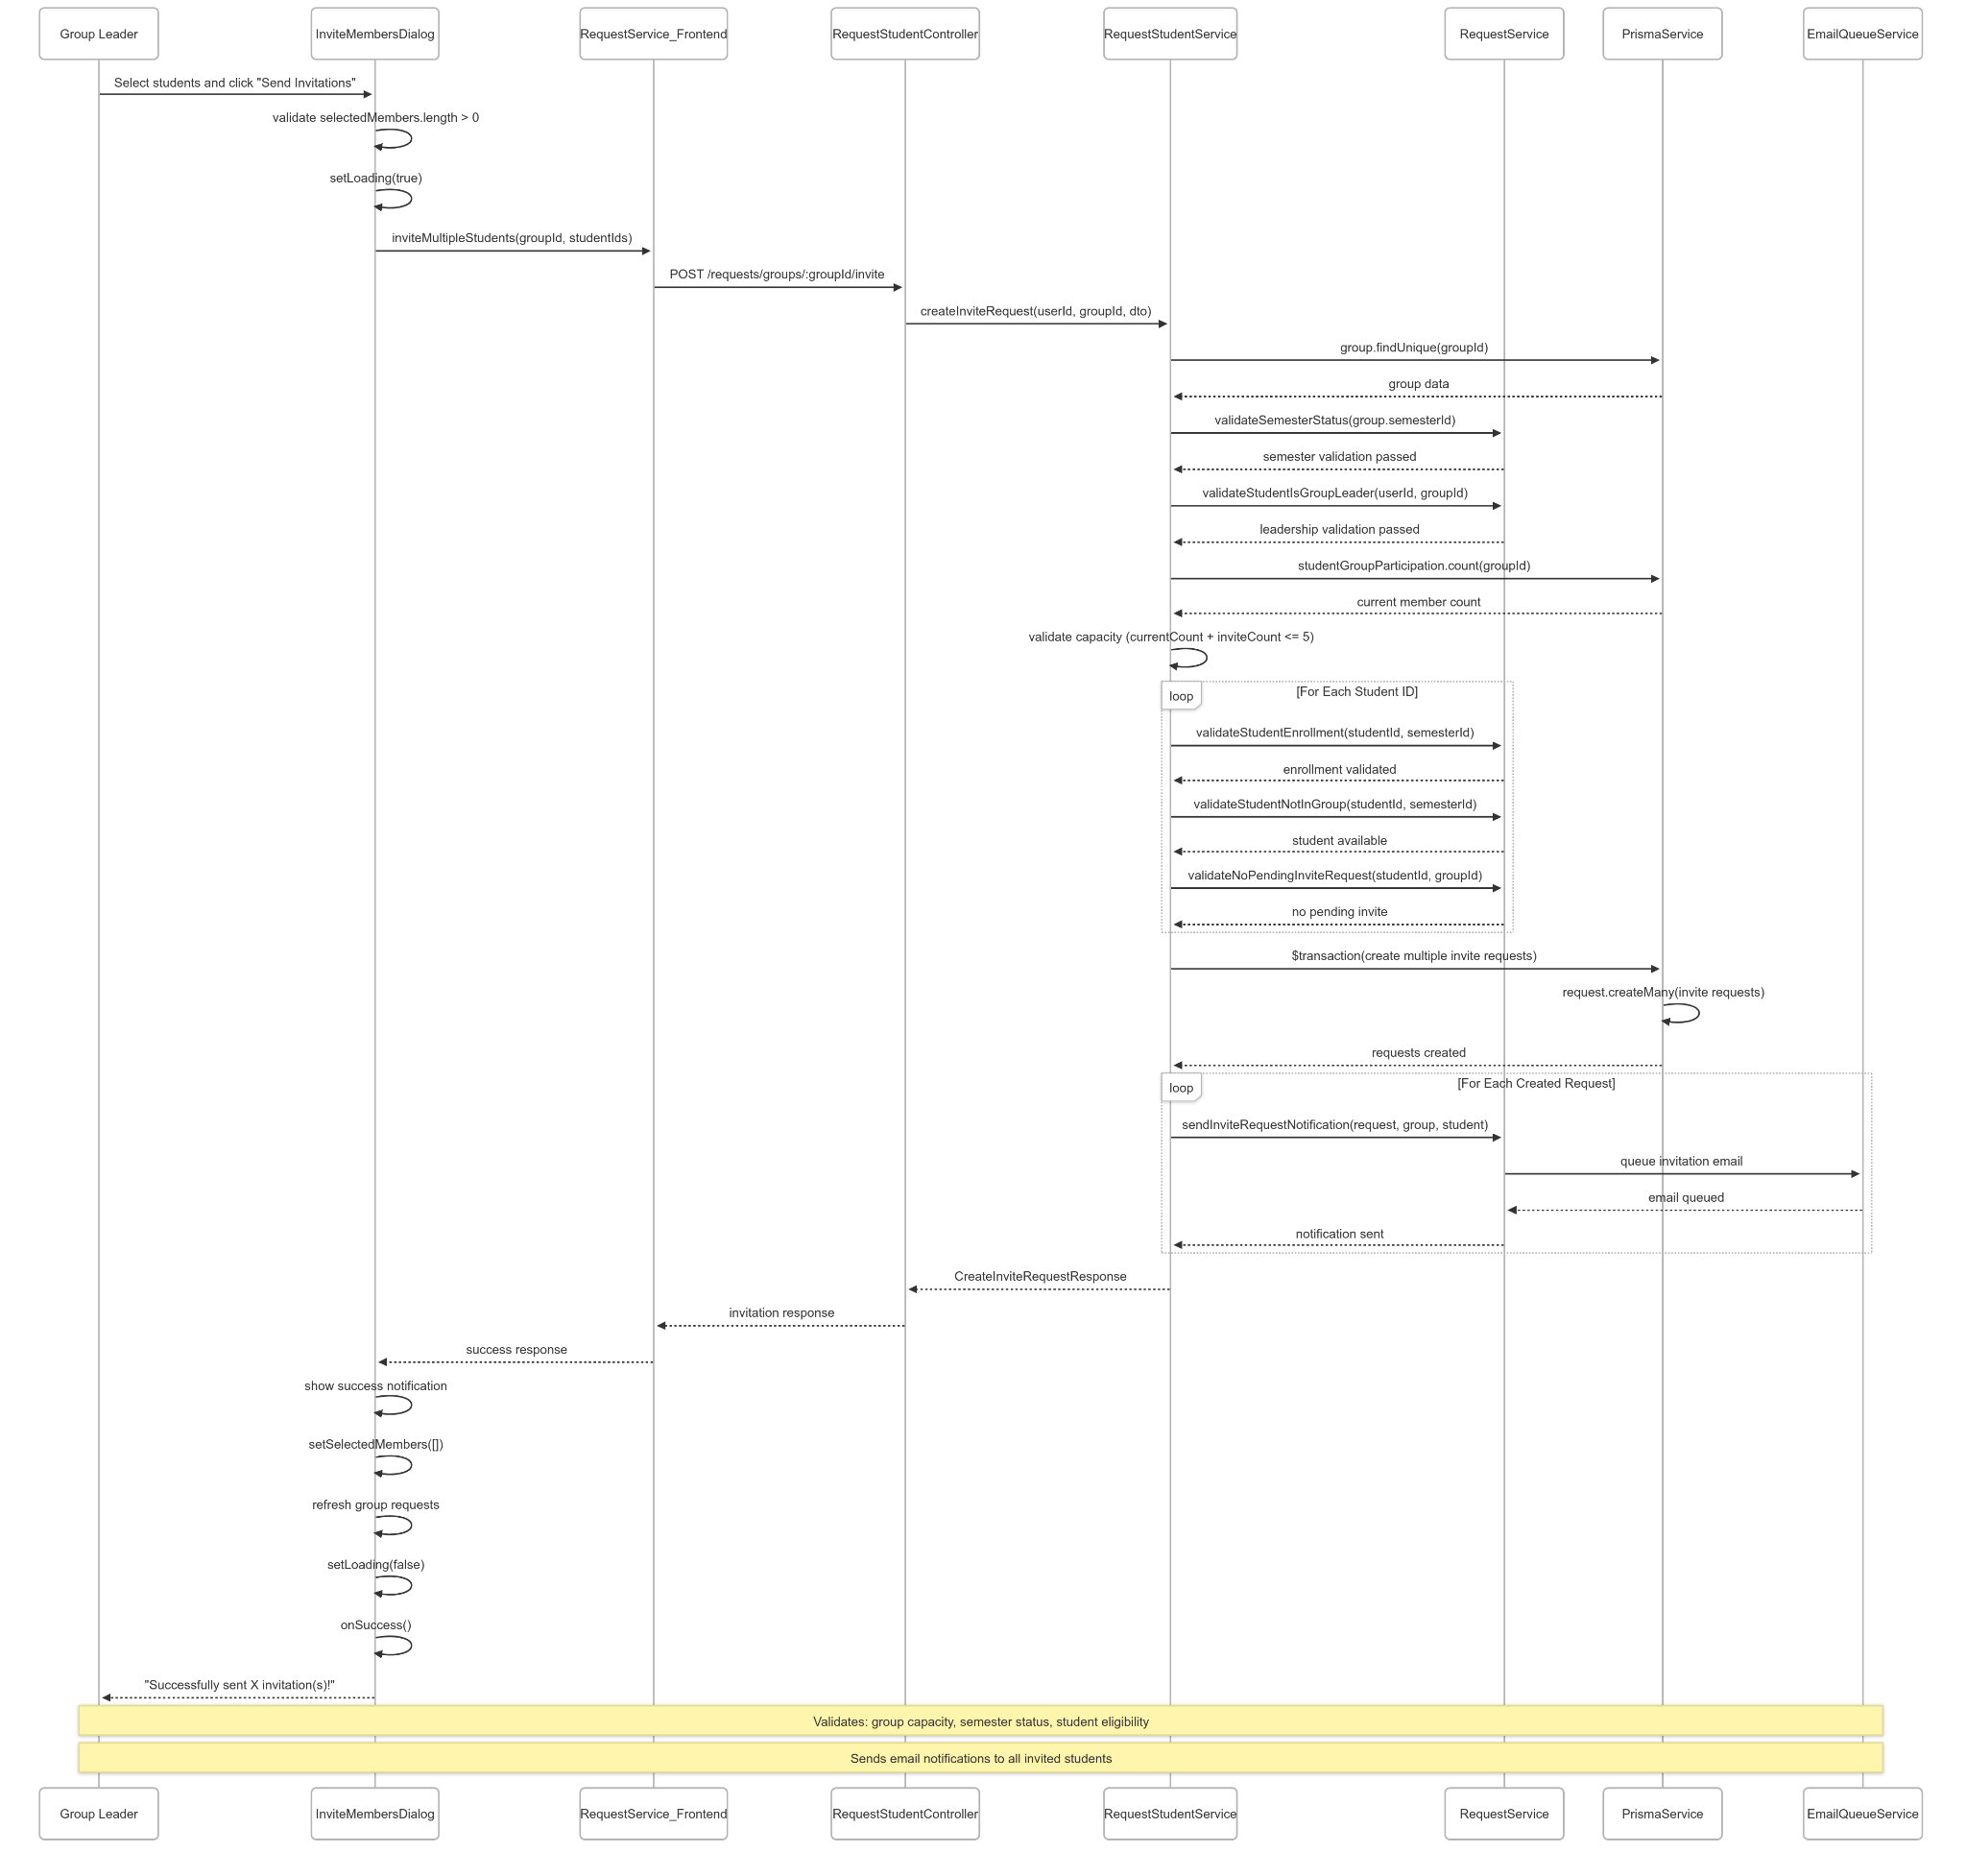 Group Leader
InviteMembersDialog
RequestService_Frontend
RequestStudentController
RequestStudentService
RequestService
PrismaService
EmailQueueService
Select students and click "Send Invitations"
validate selectedMembers.length > 0
setLoading(true)
inviteMultipleStudents(groupId, studentIds)
POST /requests/groups/:groupId/invite
createInviteRequest(userId, groupId, dto)
group.findUnique(groupId)
group data
validateSemesterStatus(group.semesterId)
semester validation passed
validateStudentIsGroupLeader(userId, groupId)
leadership validation passed
studentGroupParticipation.count(groupId)
current member count
validate capacity (currentCount + inviteCount <= 5)
loop
[For Each Student ID]
validateStudentEnrollment(studentId, semesterId)
enrollment validated
validateStudentNotInGroup(studentId, semesterId)
student available
validateNoPendingInviteRequest(studentId, groupId)
no pending invite
$transaction(create multiple invite requests)
request.createMany(invite requests)
requests created
loop
[For Each Created Request]
sendInviteRequestNotification(request, group, student)
queue invitation email
email queued
notification sent
CreateInviteRequestResponse
invitation response
success response
show success notification
setSelectedMembers([])
refresh group requests
setLoading(false)
onSuccess()
"Successfully sent X invitation(s)!"
Validates: group capacity, semester status, student eligibility
Sends email notifications to all invited students
Group Leader
InviteMembersDialog
RequestService_Frontend
RequestStudentController
RequestStudentService
RequestService
PrismaService
EmailQueueService